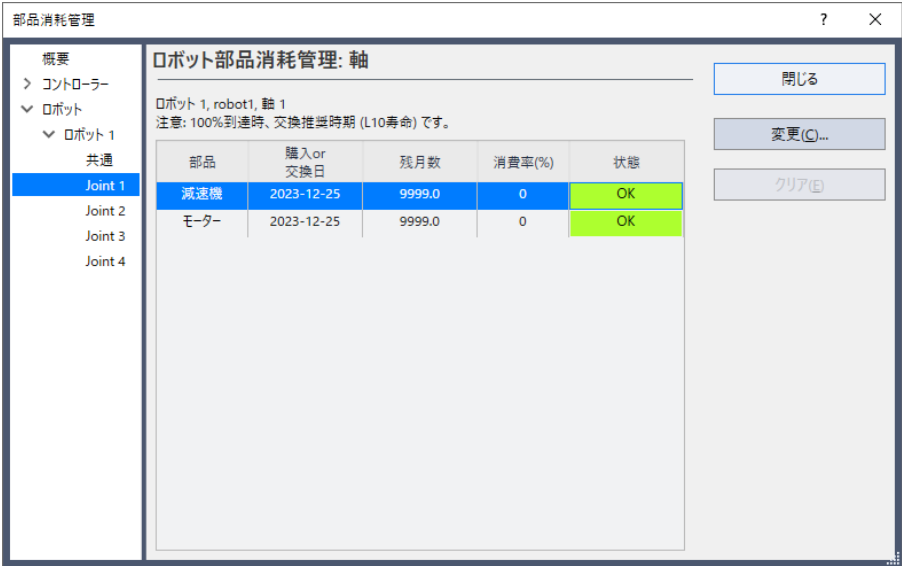 部品消耗管理
?
概要
コントローラー
ロボット
ロボット 1
共通
Joint 1
Joint 2
Joint 3
Joint 4
ロボット部品消耗管理: 軸
ロボット 1, robot1, 軸 1
注意: 100%到達時、交換推奨時期 (L10寿命) です。
部品 購入or 交換日 残月数 消費率(%) 状態
減速機 2023-12-25 9999.0 0 OK
モーター 2023-12-25 9999.0 0 OK
閉じる
変更(C)...
クリア(E)